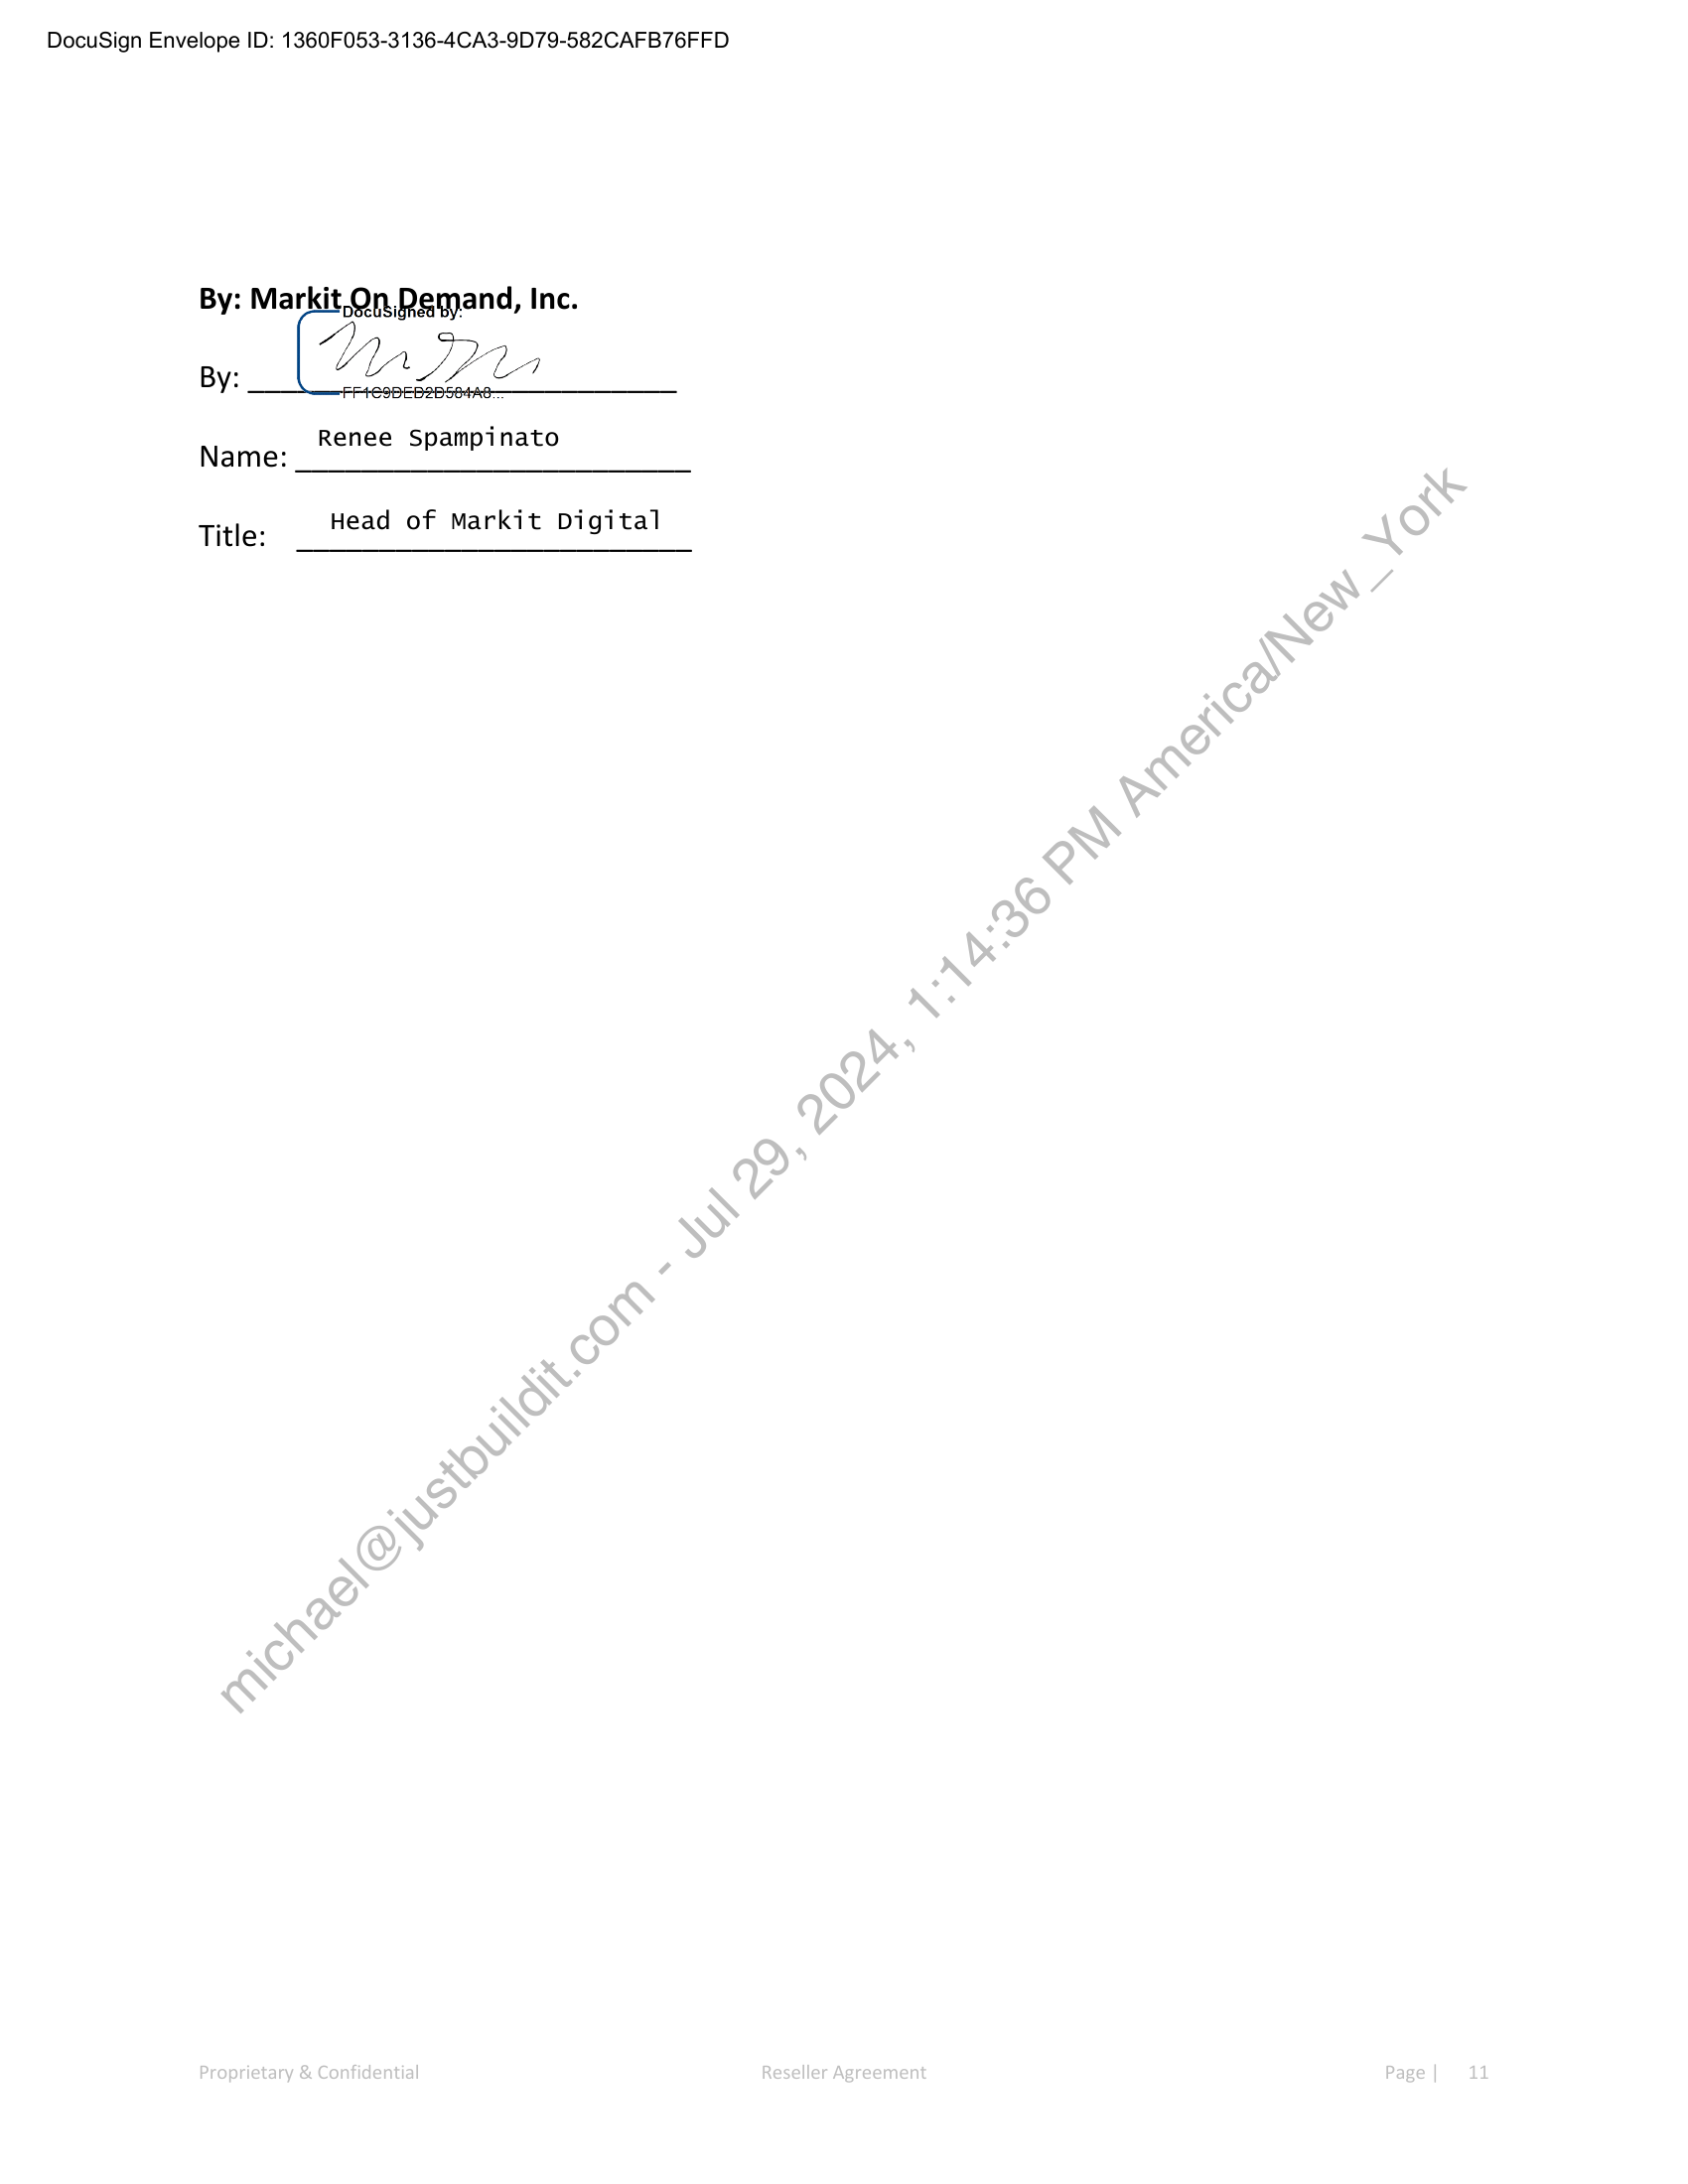 DocuSign Envelope ID: 1360F053-3136-4CA3-9D79-582CAFB76FFD
By: Markit On Demand, Inc.
DocuSigned by:
By:
FF1C9DED2D584A8...
Name: Renee Spampinato
Title: Head of Markit Digital
michael@justbuildit.com - Jul 29, 2024, 1:14:36 PM America/New_York
Proprietary & Confidential Reseller Agreement Page | 11